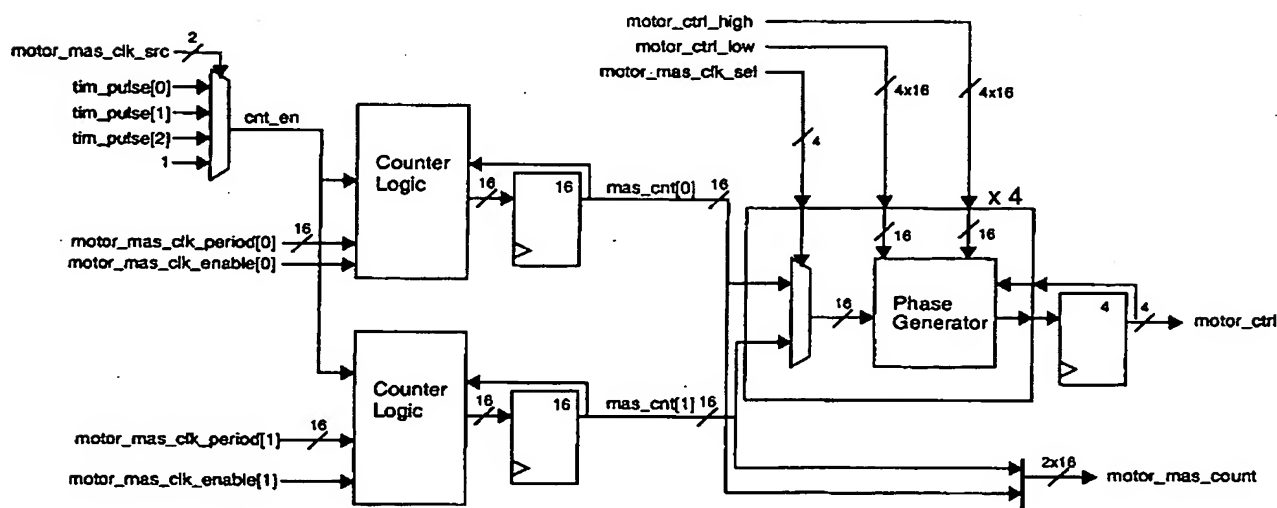 motor_ctrl_high
motor_ctrl_low
motor_mas_clk_sel
motor_mas_clk_src
2
tim_pulse[0]
tim_pulse[1]
tim_pulse[2]
1
cnt_en
4
4x16
4x16
Counter
Logic
16
16
mas_cnt[0]
16
x 4
motor_mas_clk_period[0]
16
motor_mas_clk_enable[0]
16
16
16
Phase
Generator
4
4
motor_ctrl
Counter
Logic
16
16
mas_cnt[1]
16
motor_mas_clk_period[1]
16
motor_mas_clk_enable[1]
2x16
motor_mas_count